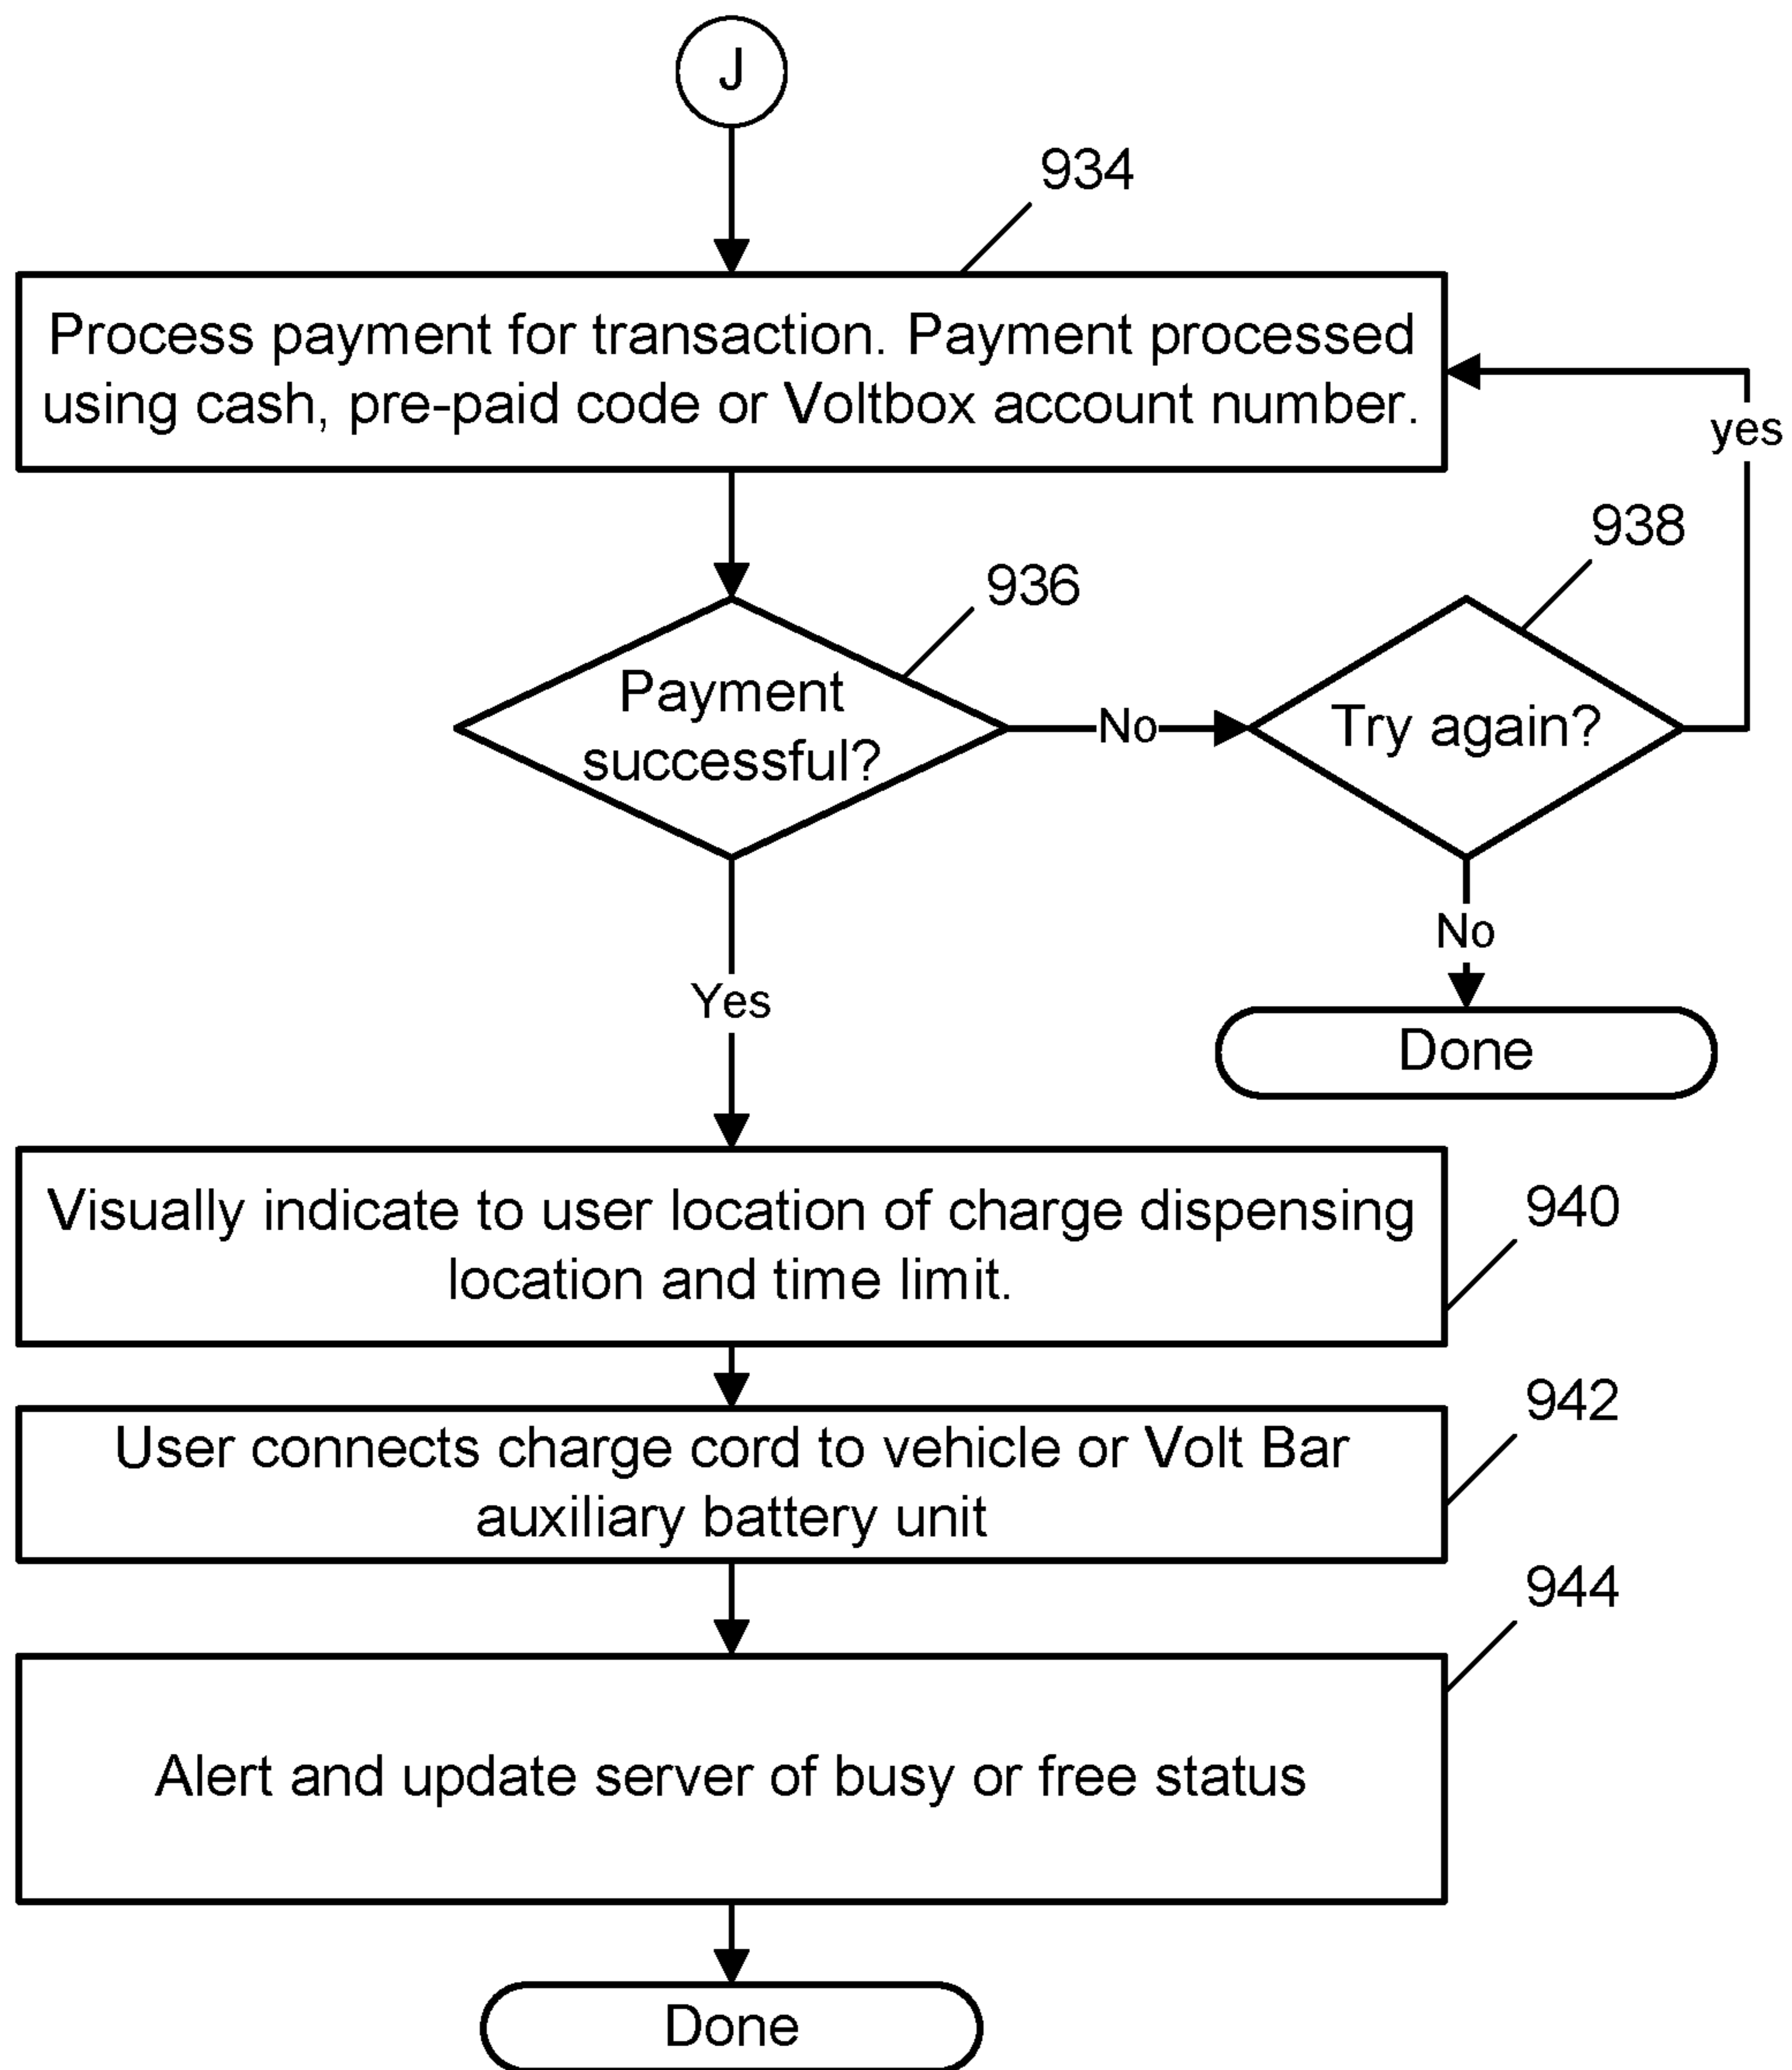 J
934
Process payment for transaction. Payment processed
using cash, pre-paid code or Voltbox account number.
yes
938
936
Payment
successful?
No
Try again?
No
Done
Yes
940
Visually indicate to user location of charge dispensing
location and time limit.
942
User connects charge cord to vehicle or Volt Bar
auxiliary battery unit
944
Alert and update server of busy or free status
Done